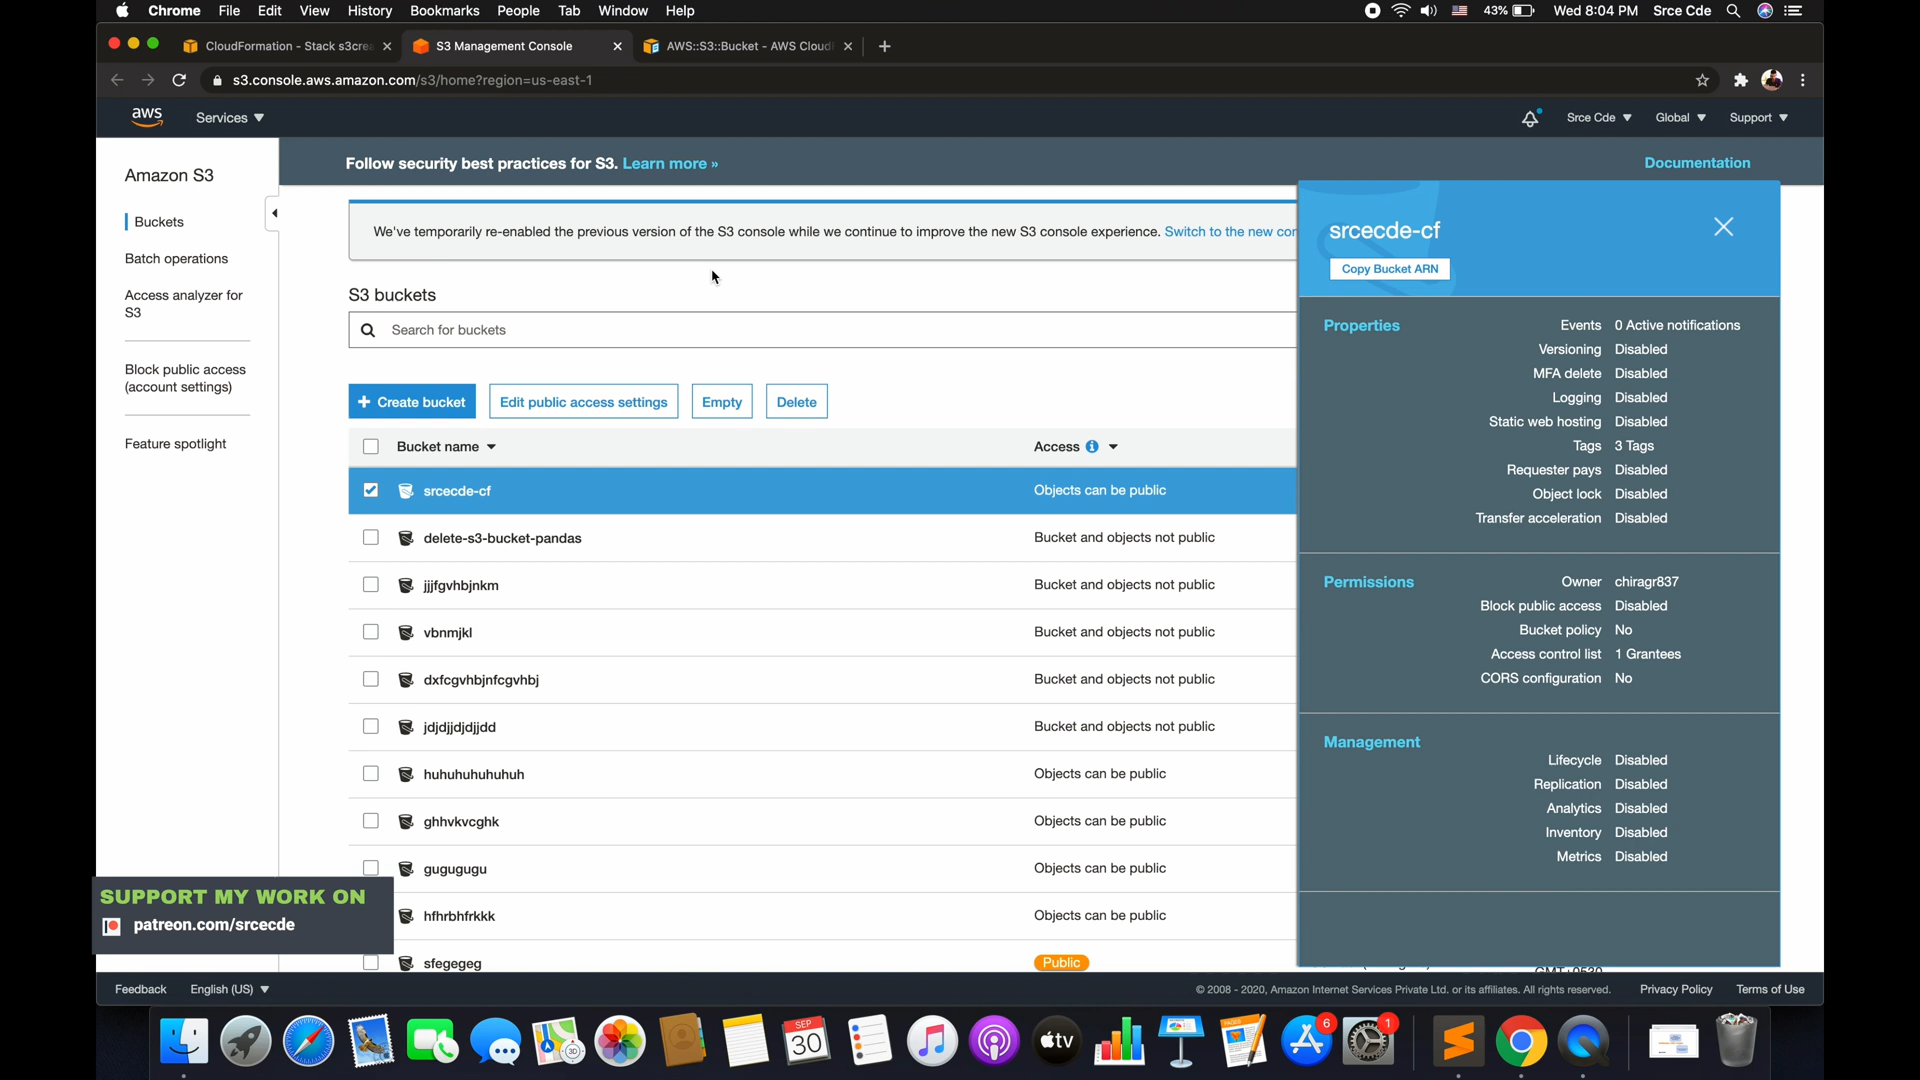 Chrome File Edit View History Bookmarks People Tab Window Help
43% Wed 8:04 PM Srce Cde
CloudFormation - Stack s3crea
S3 Management Console
AWS::S3::Bucket - AWS CloudF
s3.console.aws.amazon.com/s3/home?region=us-east-1
aws Services
Srce Cde Global Support
Amazon S3
Buckets
Batch operations
Access analyzer for
S3
Block public access
(account settings)
Feature spotlight
Follow security best practices for S3. Learn more »
Documentation
We've temporarily re-enabled the previous version of the S3 console while we continue to improve the new S3 console experience. Switch to the new con
S3 buckets
Search for buckets
+ Create bucket
Edit public access settings
Empty
Delete
Bucket name
Access
srcecde-cf Objects can be public
delete-s3-bucket-pandas Bucket and objects not public
jjjfgvhbjnkm Bucket and objects not public
vbnmjkl Bucket and objects not public
dxfcgvhbjnfcgvhbj Bucket and objects not public
jdjdjjdjdjjdd Bucket and objects not public
huhuhuhuhuhuh Objects can be public
ghhvkvcghk Objects can be public
gugugugu Objects can be public
hfhrbhfrkkk Objects can be public
sfegegeg Public
srcecde-cf
Copy Bucket ARN
Properties
Events 0 Active notifications
Versioning Disabled
MFA delete Disabled
Logging Disabled
Static web hosting Disabled
Tags 3 Tags
Requester pays Disabled
Object lock Disabled
Transfer acceleration Disabled
Permissions
Owner chiragr837
Block public access Disabled
Bucket policy No
Access control list 1 Grantees
CORS configuration No
Management
Lifecycle Disabled
Replication Disabled
Analytics Disabled
Inventory Disabled
Metrics Disabled
SUPPORT MY WORK ON
patreon.com/srcecde
Feedback English (US)
© 2008 - 2020, Amazon Internet Services Private Ltd. or its affiliates. All rights reserved. Privacy Policy Terms of Use
3D
SEP
30
tv
6
1